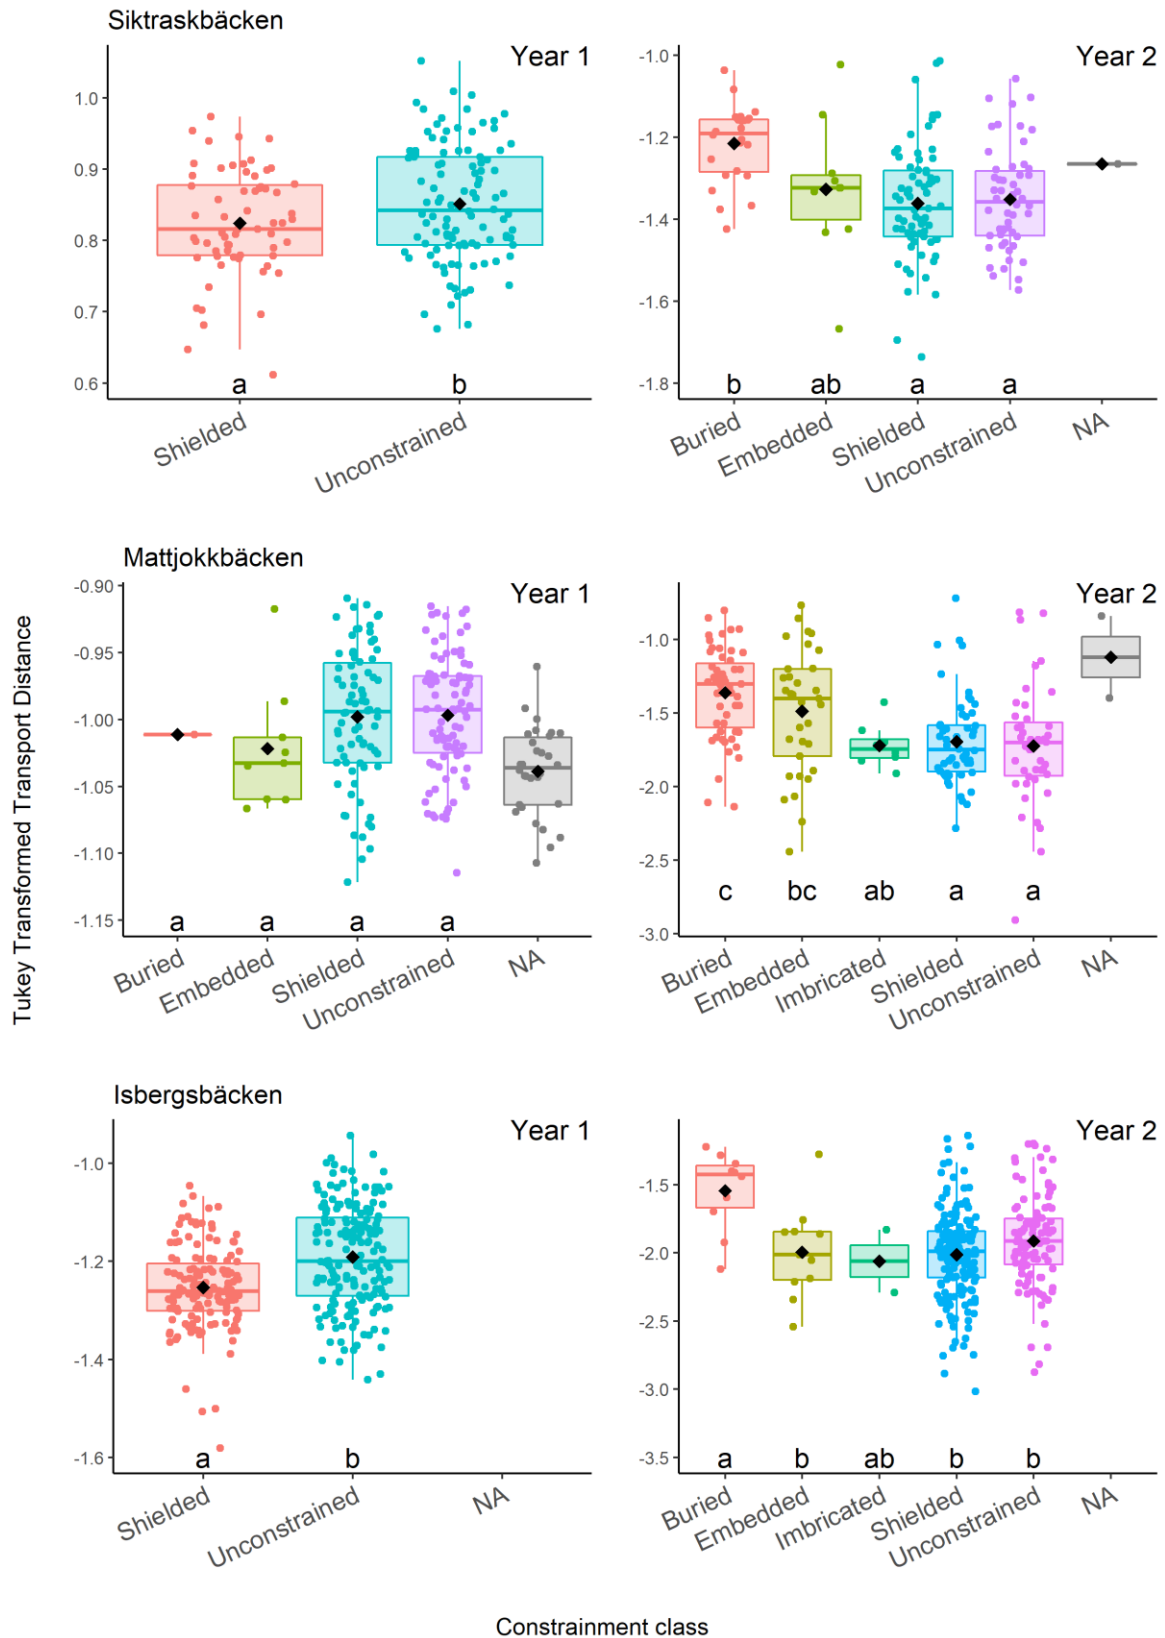 Siktraskbäcken
Year 1
1.0
0.9
0.8
0.7
0.6
a b
Shielded
Unconstrained
Year 2
-1.0
-1.2
-1.4
-1.6
-1.8
b ab a a
Buried
Embedded
Shielded
Unconstrained
NA
Tukey Transformed Transport Distance
Mattjokkbäcken
Year 1
-0.90
-0.95
-1.00
-1.05
-1.10
-1.15
a a a a
Buried
Embedded
Shielded
Unconstrained
NA
Year 2
-1.0
-1.5
-2.0
-2.5
-3.0
c bc ab a a
Buried
Embedded
Imbricated
Shielded
Unconstrained
NA
Isbergsbäcken
Year 1
-1.0
-1.2
-1.4
-1.6
a b
Shielded
Unconstrained
NA
Year 2
-1.5
-2.0
-2.5
-3.0
-3.5
a b ab b b
Buried
Embedded
Imbricated
Shielded
Unconstrained
NA
Constrainment class